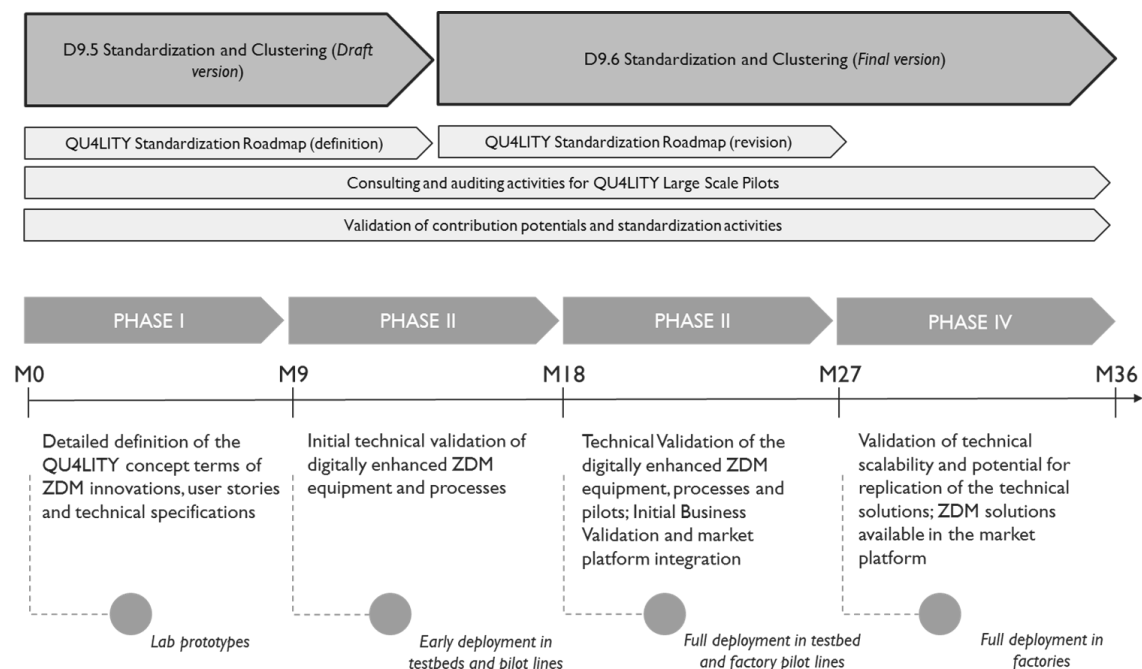 D9.5 Standardization and Clustering (Draft
version)
D9.6 Standardization and Clustering (Final version)
QU4LITY Standardization Roadmap (definition)
QU4LITY Standardization Roadmap (revision)
Consulting and auditing activities for QU4LITY Large Scale Pilots
Validation of contribution potentials and standardization activities
PHASE I
PHASE II
PHASE II
PHASE IV
M0
M9
M18
M27
M36
Detailed definition of the
QU4LITY concept terms of
ZDM innovations, user stories
and technical specifications
Lab prototypes
Initial technical validation of
digitally enhanced ZDM
equipment and processes
Early deployment in
testbeds and pilot lines
Technical Validation of the
digitally enhanced ZDM
equipment, processes and
pilots; Initial Business
Validation and market
platform integration
Full deployment in testbed
and factory pilot lines
Validation of technical
scalability and potential for
replication of the technical
solutions; ZDM solutions
available in the market
platform
Full deployment in
factories